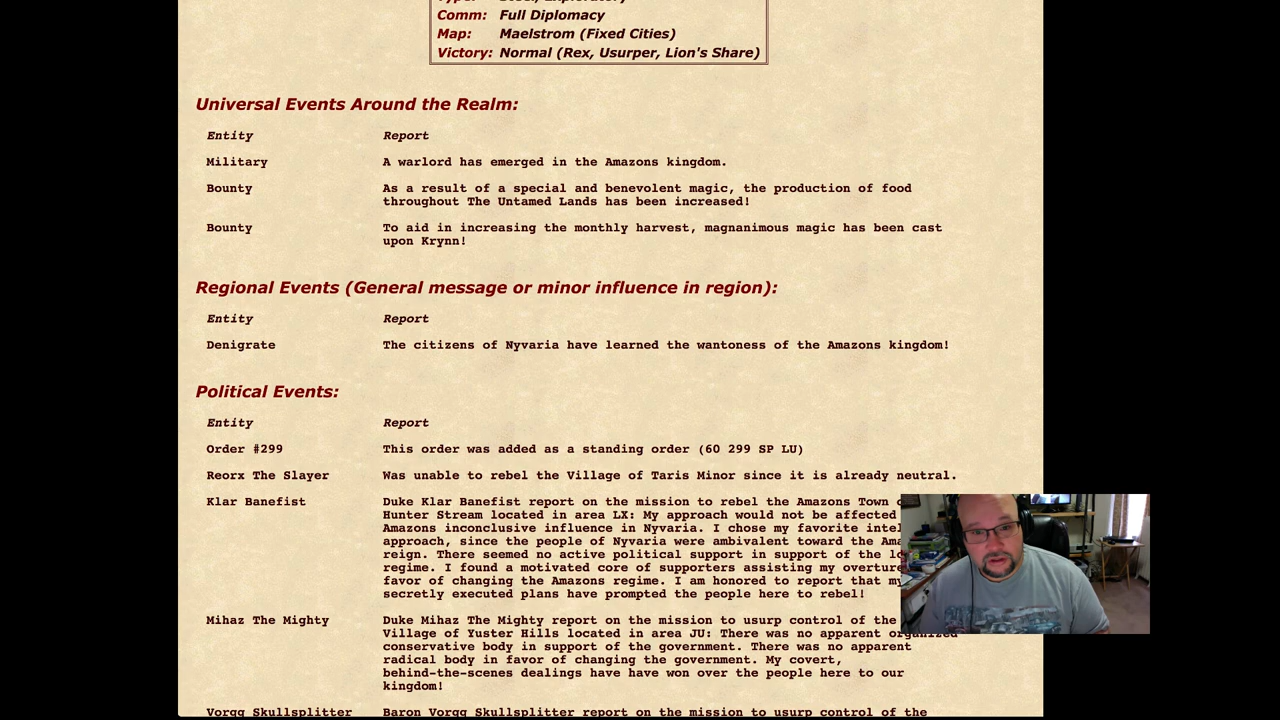 Comm: Full Diplomacy
Map: Maelstrom (Fixed Cities)
Victory: Normal (Rex, Usurper, Lion's Share)
Universal Events Around the Realm:
Entity Report
Military A warlord has emerged in the Amazons kingdom.
Bounty As a result of a special and benevolent magic, the production of food
throughout The Untamed Lands has been increased!
Bounty To aid in increasing the monthly harvest, magnanimous magic has been cast
upon Krynn!
Regional Events (General message or minor influence in region):
Entity Report
Denigrate The citizens of Nyvaria have learned the wantoness of the Amazons kingdom!
Political Events:
Entity Report
Order #299 This order was added as a standing order (60 299 SP LU)
Reorx The Slayer Was unable to rebel the Village of Taris Minor since it is already neutral.
Klar Banefist Duke Klar Banefist report on the mission to rebel the Amazons Town
Hunter Stream located in area LX: My approach would not be affected
Amazons inconclusive influence in Nyvaria. I chose my favorite
approach, since the people of Nyvaria were ambivalent toward the
reign. There seemed no active political support in support of the
regime. I found a motivated core of supporters assisting my
favor of changing the Amazons regime. I am honored to report that
secretly executed plans have prompted the people here to rebel!
Mihaz The Mighty Duke Mihaz The Mighty report on the mission to usurp control of the
Village of Yuster Hills located in area JU: There was no apparent organized
conservative body in support of the government. There was no apparent
radical body in favor of changing the government. My covert,
behind-the-scenes dealings have have won over the people here to our
kingdom!
Vorgq Skullsplitter Baron Vorgq Skullsplitter report on the mission to usurp control of the